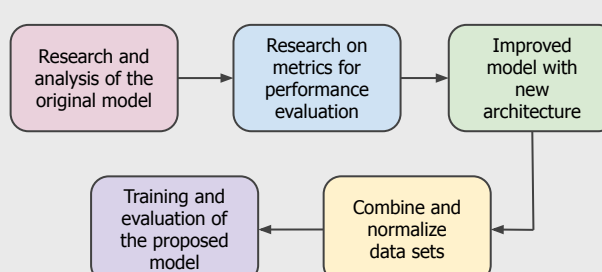 Research and
analysis of the
original model
Research on
metrics for
performance
evaluation
Improved
model with
new
architecture
Combine and
normalize
data sets
Training and
evaluation of
the proposed
model